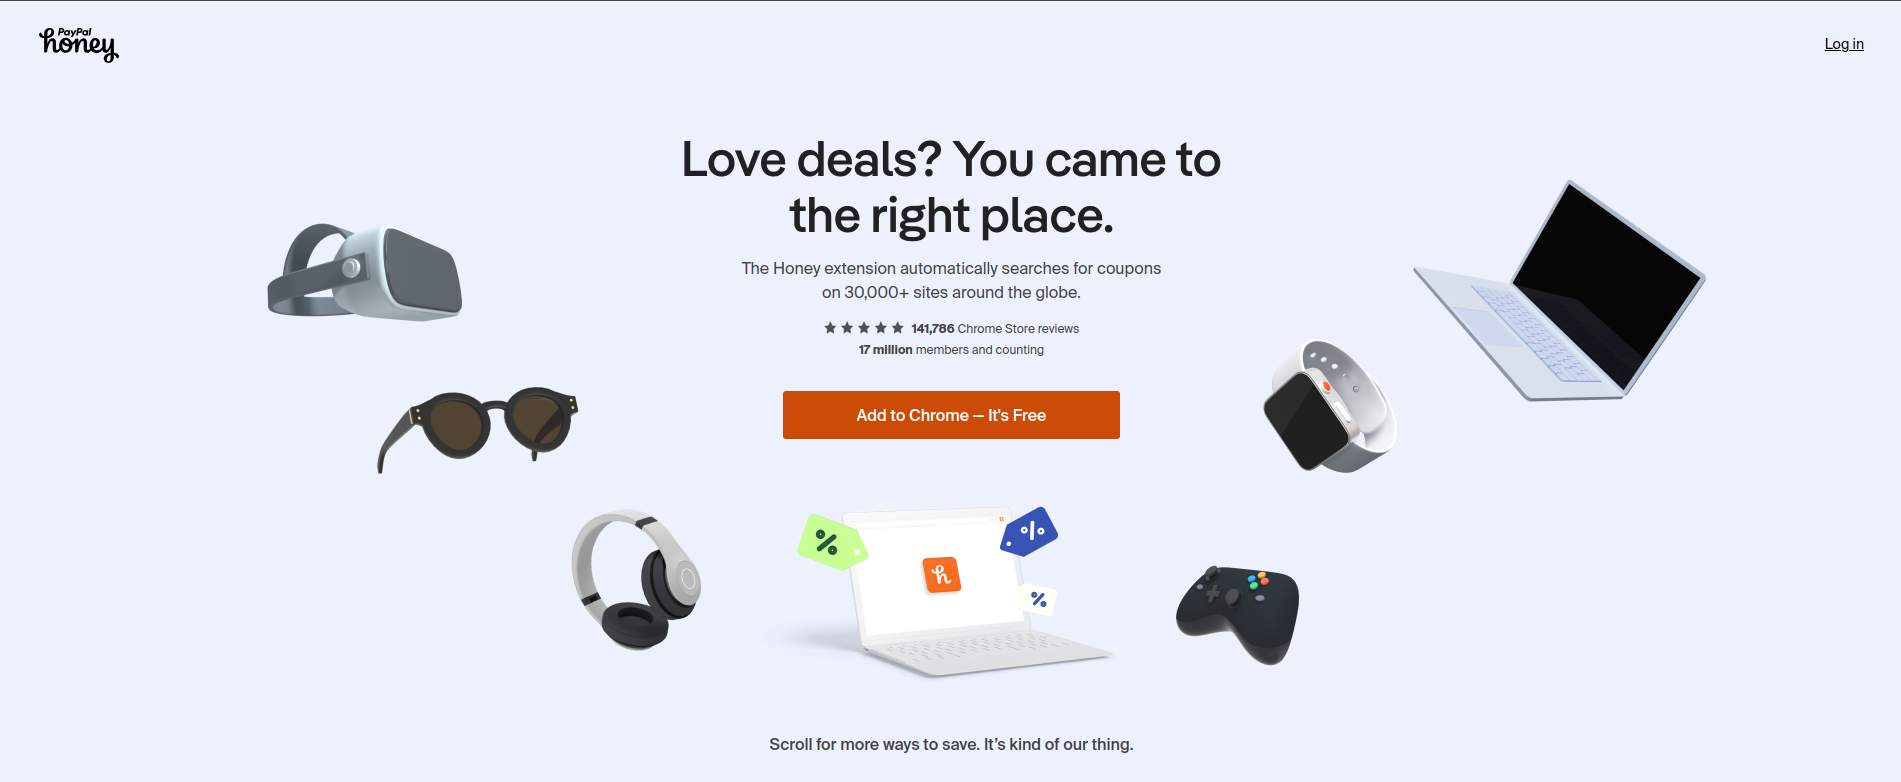 PayPal
honey
Log in
Love deals? You came to
the right place.
The Honey extension automatically searches for coupons
on 30,000+ sites around the globe.
141,786 Chrome Store reviews
17 million members and counting
Add to Chrome – It's Free
%
%
h
%
Scroll for more ways to save. It’s kind of our thing.